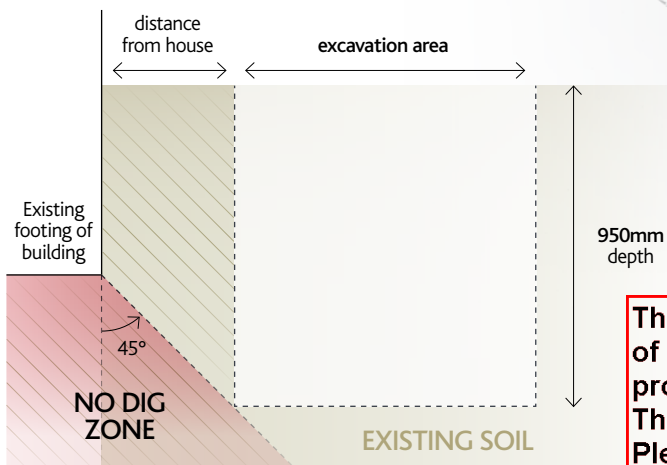 distance
from house
excavation area
Existing
footing of
building
950mm
depth
45°
NO DIG
ZONE
EXISTING SOIL
Th
of
pro
Th
Ple